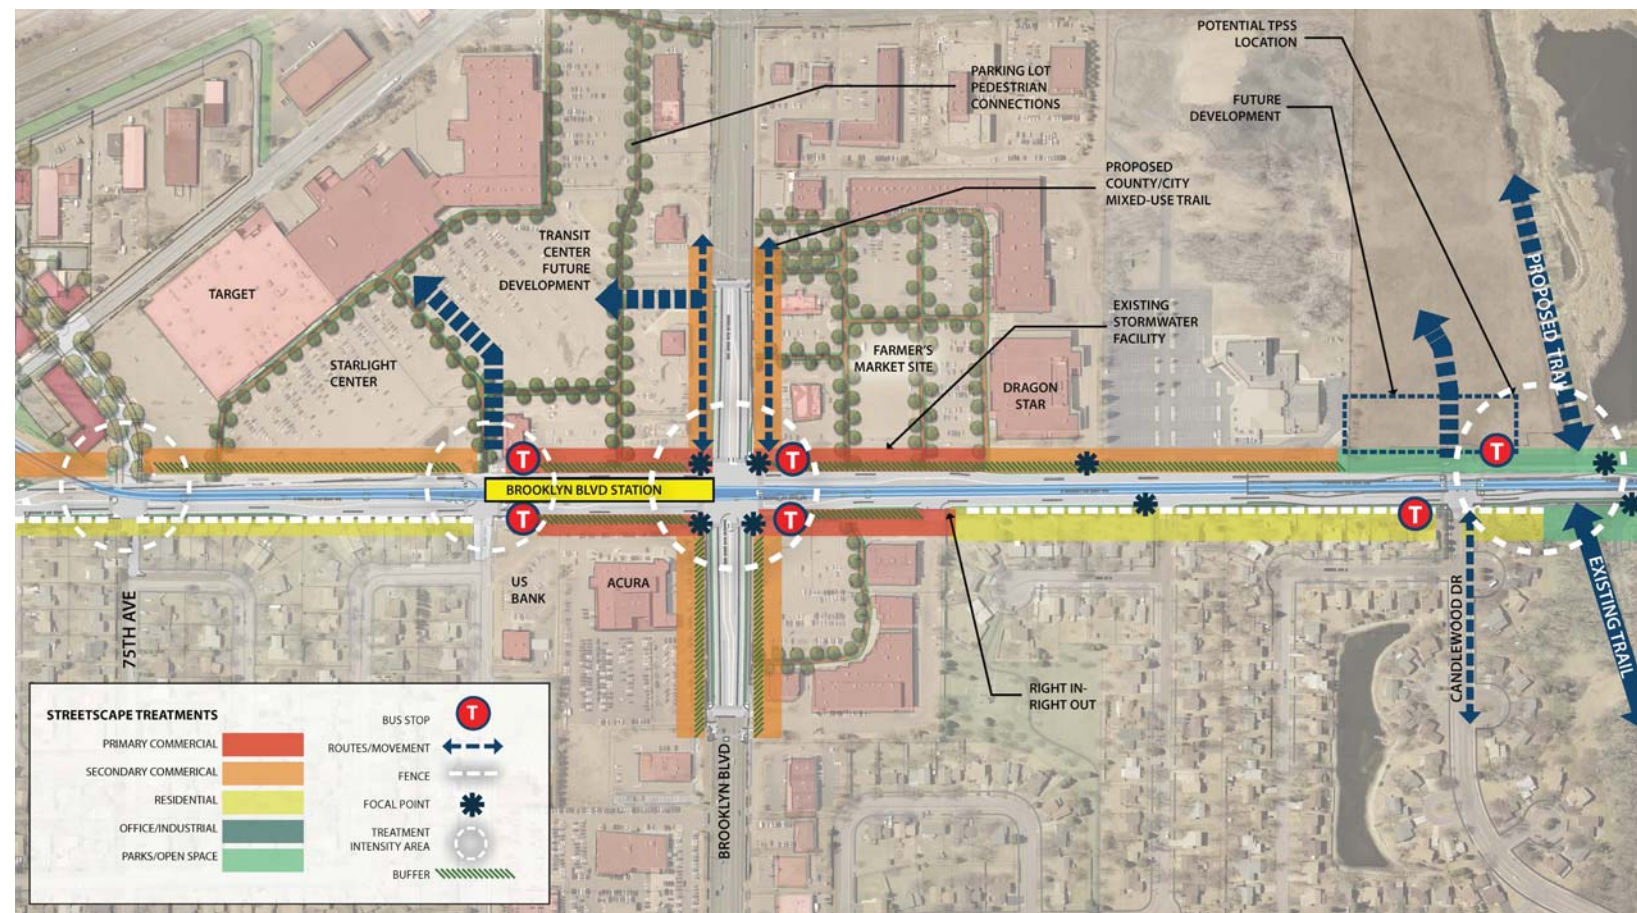 POTENTIAL TPSS
LOCATION
PARKING LOT
PEDESTRIAN
CONNECTIONS
FUTURE
DEVELOPMENT
PROPOSED
COUNTY/CITY
MIXED-USE TRAIL
TRANSIT
CENTER
FUTURE
DEVELOPMENT
TARGET
PROPOSED TRAIL
EXISTING
STORMWATER
FACILITY
STARLIGHT
CENTER
FARMER'S
MARKET SITE
DRAGON
STAR
T
T
T
BROOKLYN BLVD STATION
T
T
T
75TH AVE
US
BANK
ACURA
CANDLEWOOD DR
EXISTING TRAIL
RIGHT IN-
RIGHT OUT
BROOKLYN BLVD
STREETSCAPE TREATMENTS
PRIMARY COMMERCIAL
SECONDARY COMMERICAL
RESIDENTIAL
OFFICE/INDUSTRIAL
PARKS/OPEN SPACE
BUS STOP
T
ROUTES/MOVEMENT
FENCE
FOCAL POINT
TREATMENT
INTENSITY AREA
BUFFER